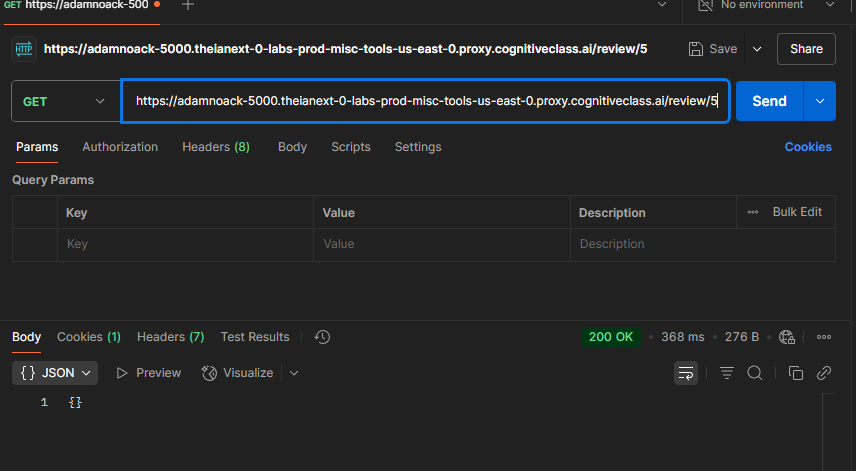 GET https://adamnoack-500 No environment
HTTP https://adamnoack-5000.theianext-0-labs-prod-misc-tools-us-east-0.proxy.cognitiveclass.ai/review/5 Save Share
GET https://adamnoack-5000.theianext-0-labs-prod-misc-tools-us-east-0.proxy.cognitiveclass.ai/review/5 Send
Params Authorization Headers (8) Body Scripts Settings Cookies
Query Params
Key Value Description ••• Bulk Edit
Key Value Description
Body Cookies (1) Headers (7) Test Results 200 OK • 368 ms • 276 B •••
{} JSON Preview Visualize
1 {}